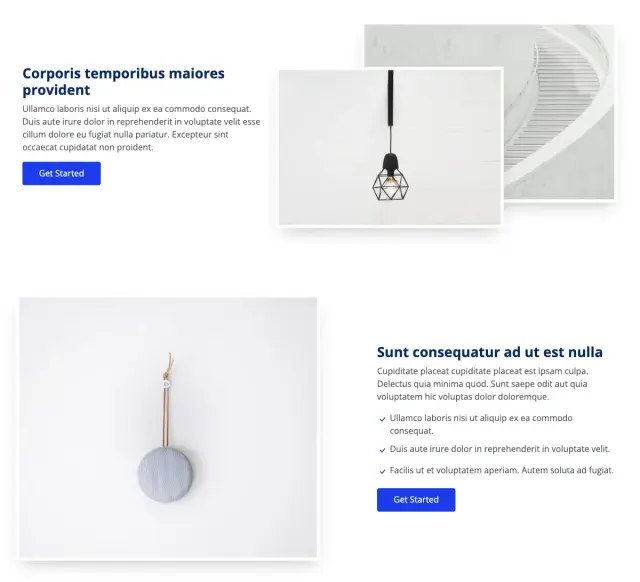 Corporis temporibus maiores
provident
Ullamco laboris nisi ut aliquip ex ea commodo consequat.
Duis aute irure dolor in reprehenderit in voluptate velit esse
cillum dolore eu fugiat nulla pariatur. Excepteur sint
occaecat cupidatat non proident.
Get Started
Sunt consequatur ad ut est nulla
Cupiditate placeat cupiditate placeat est ipsam culpa.
Delectus quia minima quod. Sunt saepe odit aut quia
voluptatem hic voluptas dolor doloremque.
Ullamco laboris nisi ut aliquip ex ea commodo
consequat.
Duis aute irure dolor in reprehenderit in voluptate velit.
Facilis ut et voluptatem aperiam. Autem soluta ad fugiat.
Get Started